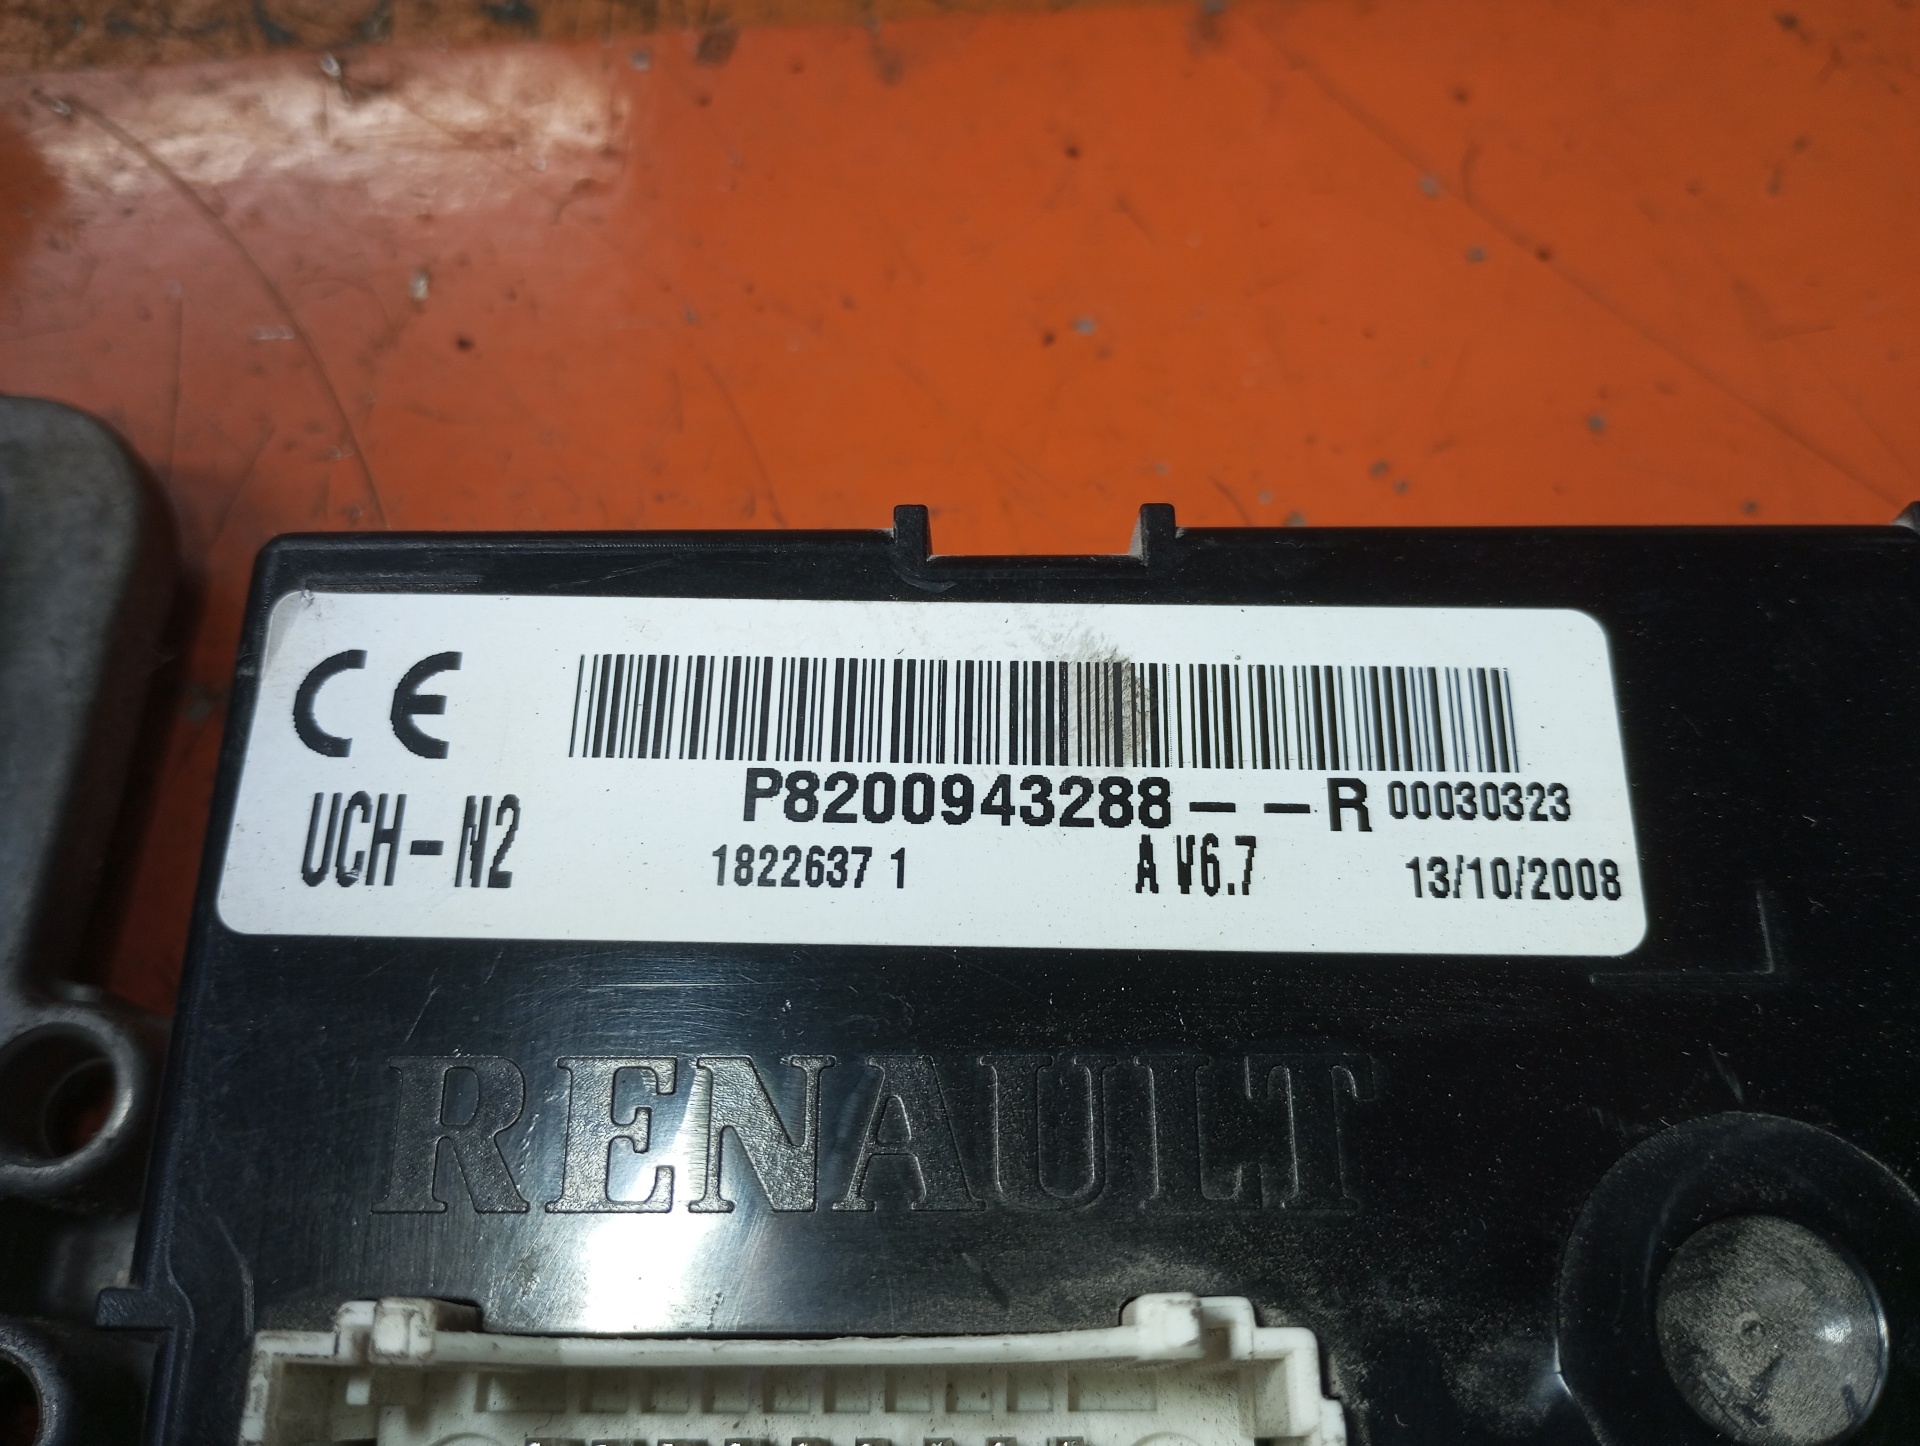 CE
P8200943288--R 00030323
UCH-N2
1822637 1 A V6.7 13/10/2008
RENAULT